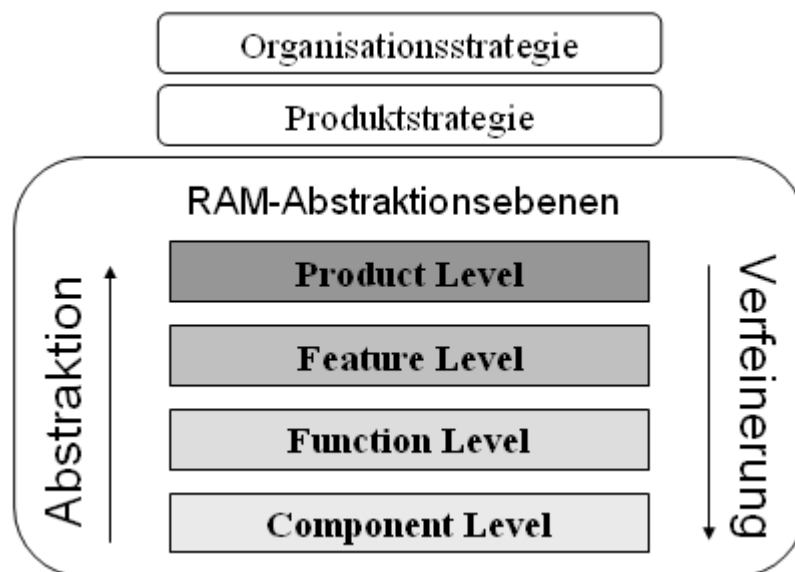 Organisationsstrategie
Produktstrategie
RAM-Abstraktionsebenen
Abstraktion
Product Level
Feature Level
Function Level
Component Level
Verfeinerung